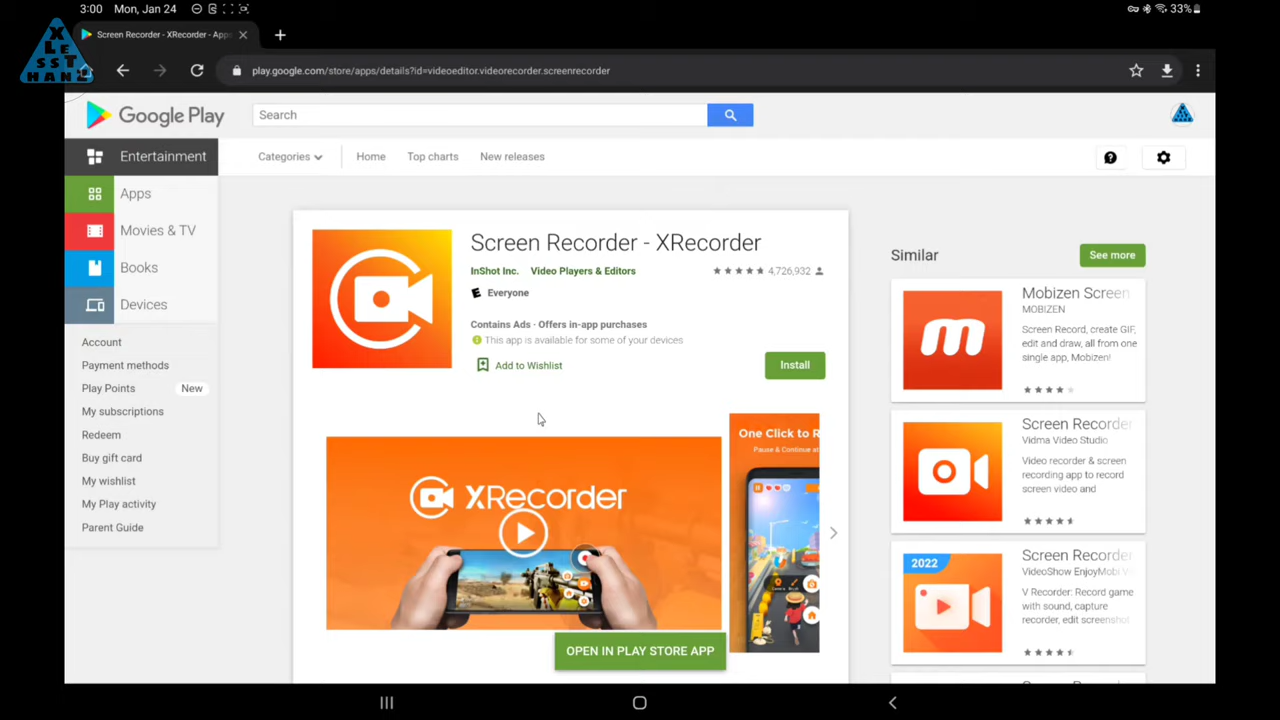 3:00 Mon, Jan 24
33%
X
LE
SST
HAN
Screen Recorder - XRecorder - Apps
play.google.com/store/apps/details?id=videoeditor.videorecorder.screenrecorder
Google Play
Search
Entertainment
Categories
Home
Top charts
New releases
Apps
Movies & TV
Books
Devices
Account
Payment methods
Play Points New
My subscriptions
Redeem
Buy gift card
My wishlist
My Play activity
Parent Guide
Screen Recorder - XRecorder
InShot Inc. Video Players & Editors
4,726,932
E Everyone
Contains Ads · Offers in-app purchases
This app is available for some of your devices
Add to Wishlist
Install
XRecorder
One Click to R
Pause & Continue at
OPEN IN PLAY STORE APP
Similar
See more
m
Mobizen Screen
MOBIZEN
Screen Record, create GIF,
edit and draw, all from one
single app, Mobizen!
Screen Recorder
Vidma Video Studio
Video recorder & screen
recording app to record
screen video and
2022
Screen Recorder
VideoShow EnjoyMobi V
V Recorder: Record game
with sound, capture
recorder, edit screenshot